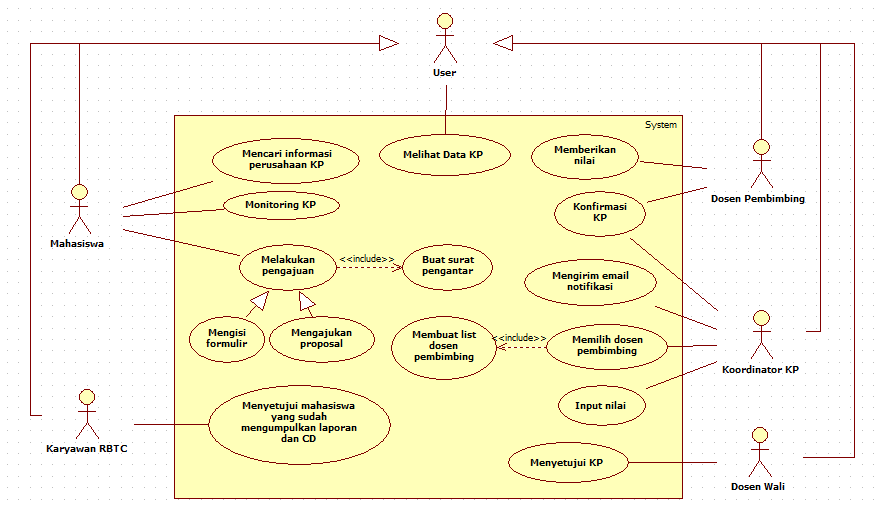 User
System
Mencari informasi
perusahaan KP
Melihat Data KP
Memberikan
nilai
Monitoring KP
Konfirmasi
KP
Dosen Pembimbing
Mahasiswa
Melakukan
pengajuan
<<include>>
Buat surat
pengantar
Mengirim email
notifikasi
Mengisi
formulir
Mengajukan
proposal
Membuat list
dosen
pembimbing
<<include>>
Memilih dosen
pembimbing
Koordinator KP
Input nilai
Menyetujui mahasiswa
yang sudah
mengumpulkan laporan
dan CD
Karyawan RBTC
Menyetujui KP
Dosen Wali